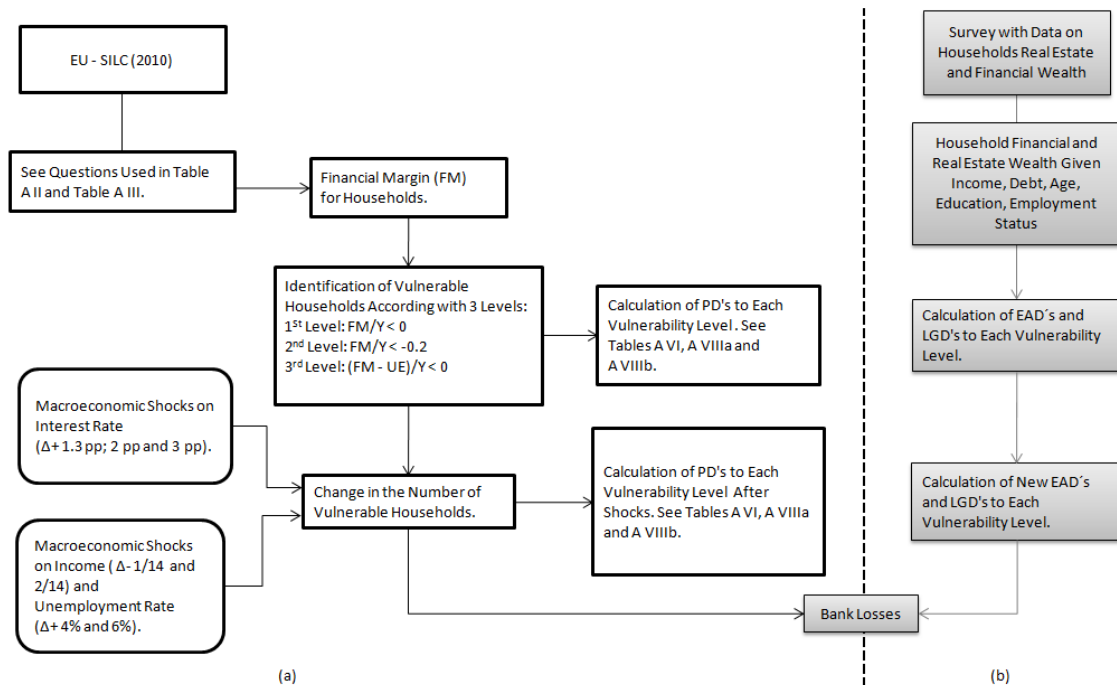 EU - SILC (2010)
See Questions Used in Table
A II and Table A III.
Financial Margin (FM)
for Households.
Identification of Vulnerable
Households According with 3 Levels:
1st Level: FM/Y < 0
2nd Level: FM/Y < -0.2
3rd Level: (FM - UE)/Y < 0
Calculation of PD's to Each
Vulnerability Level . See
Tables A VI, A VIIIa and
A VIIIb.
Macroeconomic Shocks on
Interest Rate
(Δ+ 1.3 pp; 2 pp and 3 pp).
Change in the Number of
Vulnerable Households.
Calculation of PD's to Each
Vulnerability Level After
Shocks. See Tables A VI, A VIIIa
and A VIIIb.
Macroeconomic Shocks
on Income ( Δ- 1/14 and
2/14) and
Unemployment Rate
(Δ+ 4% and 6%).
Bank Losses
(a)
Survey with Data on
Households Real Estate
and Financial Wealth
Household Financial and
Real Estate Wealth Given
Income, Debt, Age,
Education, Employment
Status
Calculation of EAD´s and
LGD's to Each Vulnerability
Level.
Calculation of New EAD´s
and LGD's to Each
Vulnerability Level.
(b)